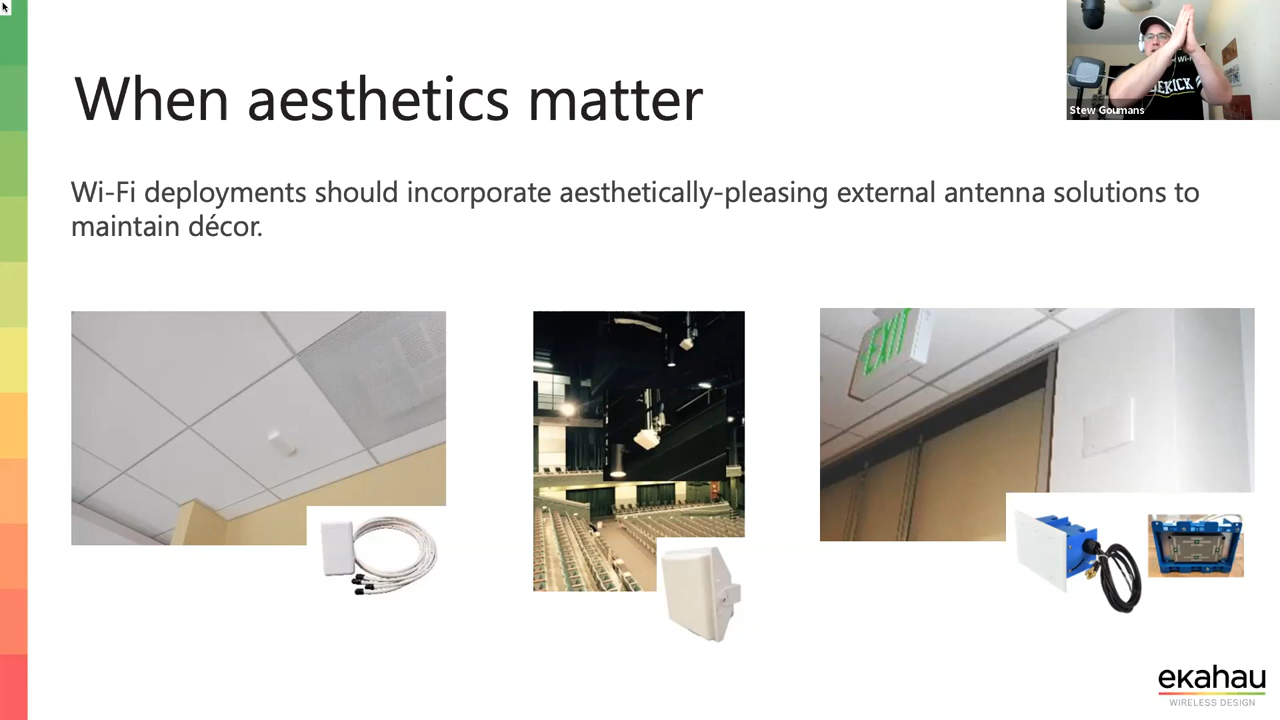 When aesthetics matter
Wi-Fi deployments should incorporate aesthetically-pleasing external antenna solutions to
maintain décor.
Stew Goumans
EXIT
ekahau
WIRELESS DESIGN